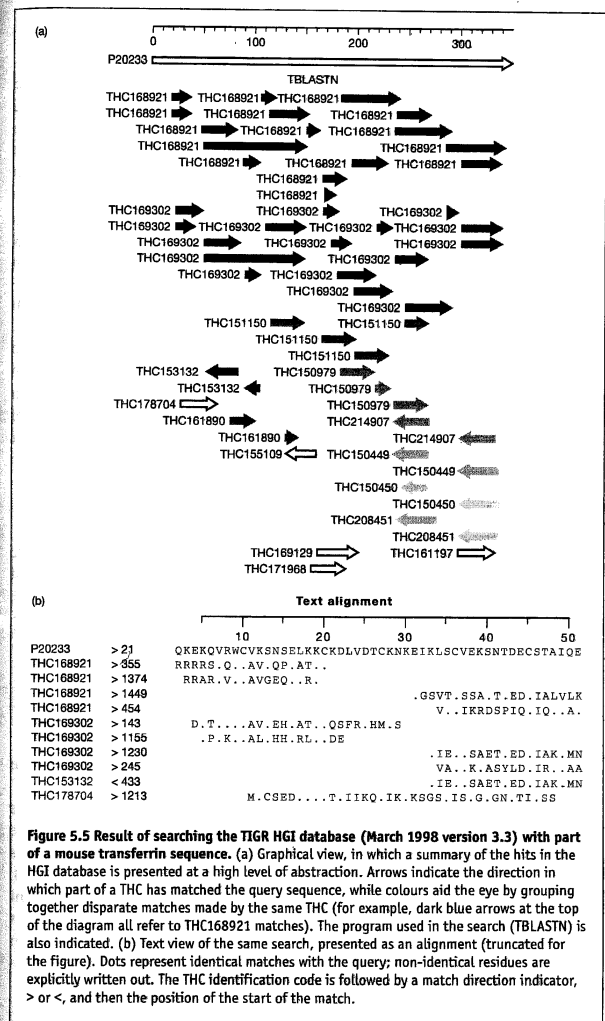 (a)
0 100 200 300
P20233
TBLASTN
THC168921 THC168921 THC168921
THC168921 THC168921 THC168921
THC168921 THC168921 THC168921
THC168921 THC168921
THC168921 THC168921 THC168921
THC168921
THC168921
THC169302 THC169302 THC169302
THC169302 THC169302 THC169302 THC169302
THC169302 THC169302 THC169302
THC169302 THC169302
THC169302 THC169302
THC169302
THC169302
THC151150 THC151150
THC151150
THC151150
THC153132 THC150979
THC153132 THC150979
THC178704 THC150979
THC161890 THC214907
THC161890 THC214907
THC155109 THC150449
THC150449
THC150450
THC150450
THC208451
THC208451
THC169129 THC161197
THC171968
(b) Text alignment
10 20 30 40 50
P20233 > 21 QKEKQVRWCVKSNSELKKCKDLVDTCKNKEIKLSCVEKSNTDECSTAIQE
THC168921 > 355 RRRRS.Q..AV.QP.AT..
THC168921 > 1374 RRAR.V..AVGEQ..R.
THC168921 > 1449 .GSVT.SSA.T.ED.IALVLK
THC168921 > 454 V..IKRDSPIQ.IQ..A.
THC169302 > 143 D.T....AV.EH.AT..QSFR.HM.S
THC169302 > 1155 .P.K..AL.HH.RL..DE
THC169302 > 1230 .IE..SAET.ED.IAK.MN
THC169302 > 245 VA..K.ASYLD.IR..AA
THC153132 < 433 .IE..SAET.ED.IAK.MN
THC178704 > 1213 M.CSED....T.IIKQ.IK.KSGS.IS.G.GN.TI.SS
Figure 5.5 Result of searching the TIGR HGI database (March 1998 version 3.3) with part
of a mouse transferrin sequence. (a) Graphical view, in which a summary of the hits in the
HGI database is presented at a high level of abstraction. Arrows indicate the direction in
which part of a THC has matched the query sequence, while colours aid the eye by grouping
together disparate matches made by the same THC (for example, dark blue arrows at the top
of the diagram all refer to THC168921 matches). The program used in the search (TBLASTN) is
also indicated. (b) Text view of the same search, presented as an alignment (truncated for
the figure). Dots represent identical matches with the query; non-identical residues are
explicitly written out. The THC identification code is followed by a match direction indicator,
> or <, and then the position of the start of the match.